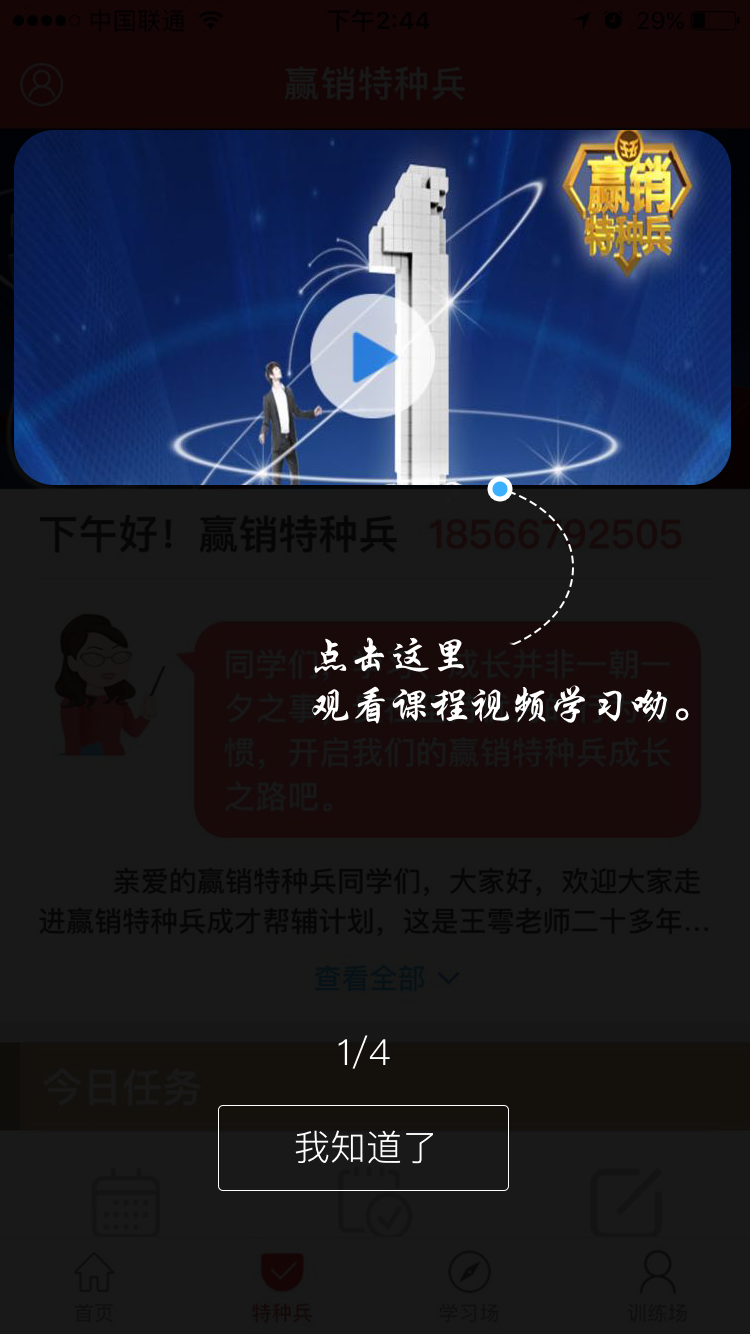 中国联通
下午2:44
29%
赢销特种兵
赢销
特种兵
下午好！赢销特种兵 18566792505
点击这里
观看课程视频学习呦。
同学们
成长并非一朝一
夕之事
惯，开启我们的赢销特种兵成长
之路吧。
亲爱的赢销特种兵同学们，大家好，欢迎大家走
进赢销特种兵成才帮辅计划，这是王雩老师二十多年...
查看全部
1/4
今日任务
我知道了
首页
特种兵
学习场
训练场